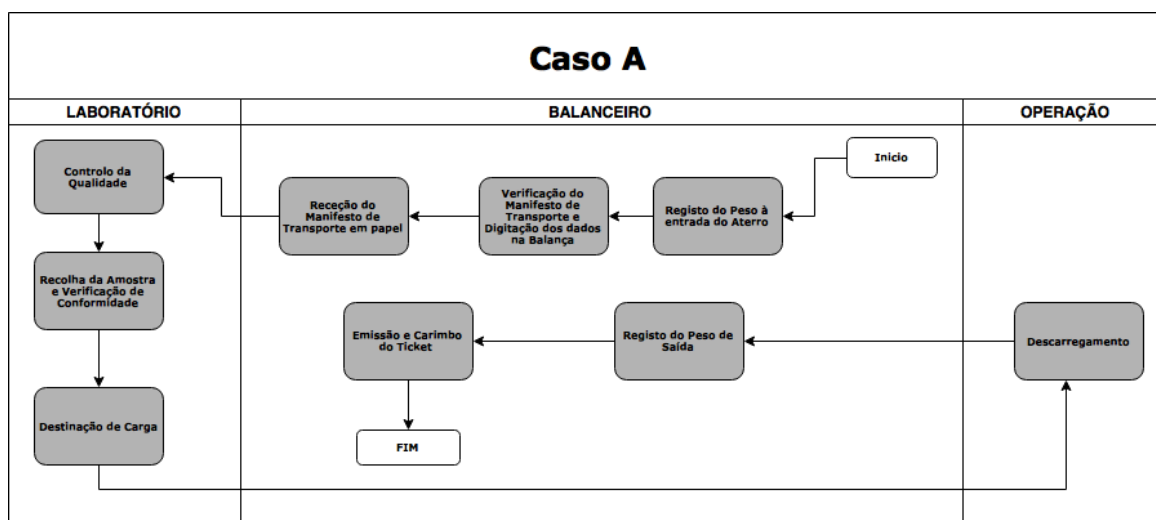 Caso A
LABORATÓRIO
BALANCEIRO
OPERAÇÃO
Inicio
Registo do Peso à
entrada do Aterro
Verificação do
Manifesto de
Transporte e
Digitação dos dados
na Balança
Receção do
Manifesto de
Transporte em papel
Controlo da
Qualidade
Recolha da Amostra
e Verificação de
Conformidade
Destinação de Carga
Descarregamento
Registo do Peso de
Saída
Emissão e Carimbo
do Ticket
FIM